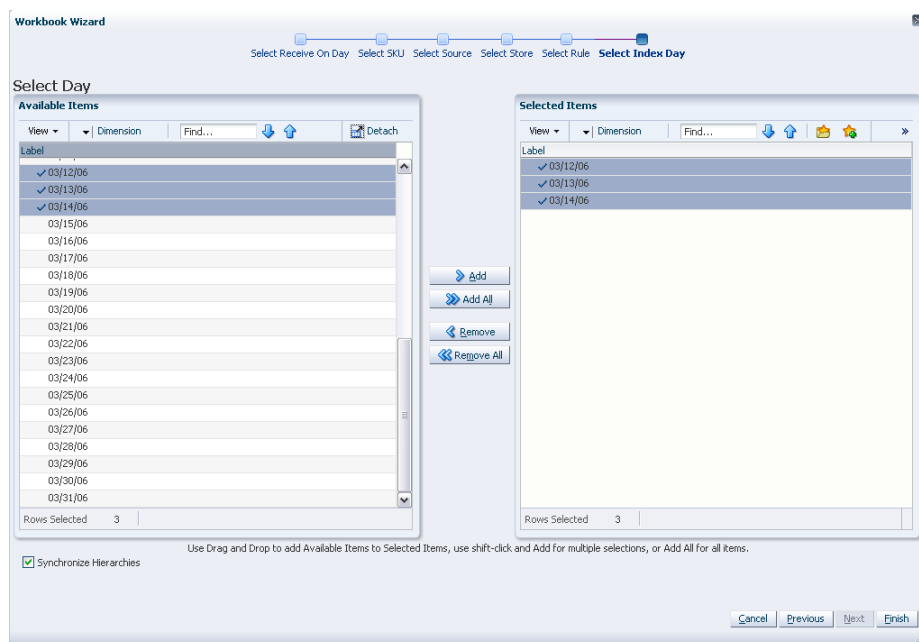 Workbook Wizard
Select Receive On Day Select SKU Select Source Select Store Select Rule Select Index Day
Select Day
Available Items
View Dimension Find... Detach
Label
03/12/06
03/13/06
03/14/06
03/15/06
03/16/06
03/17/06
03/18/06
03/19/06
03/20/06
03/21/06
03/22/06
03/23/06
03/24/06
03/25/06
03/26/06
03/27/06
03/28/06
03/29/06
03/30/06
03/31/06
Rows Selected 3
Add
Add All
Remove
Remove All
Selected Items
View Dimension Find... »
Label
03/12/06
03/13/06
03/14/06
Rows Selected 3
Use Drag and Drop to add Available Items to Selected Items, use shift-click and Add for multiple selections, or Add All for all items.
Synchronize Hierarchies
Cancel Previous Next Finish